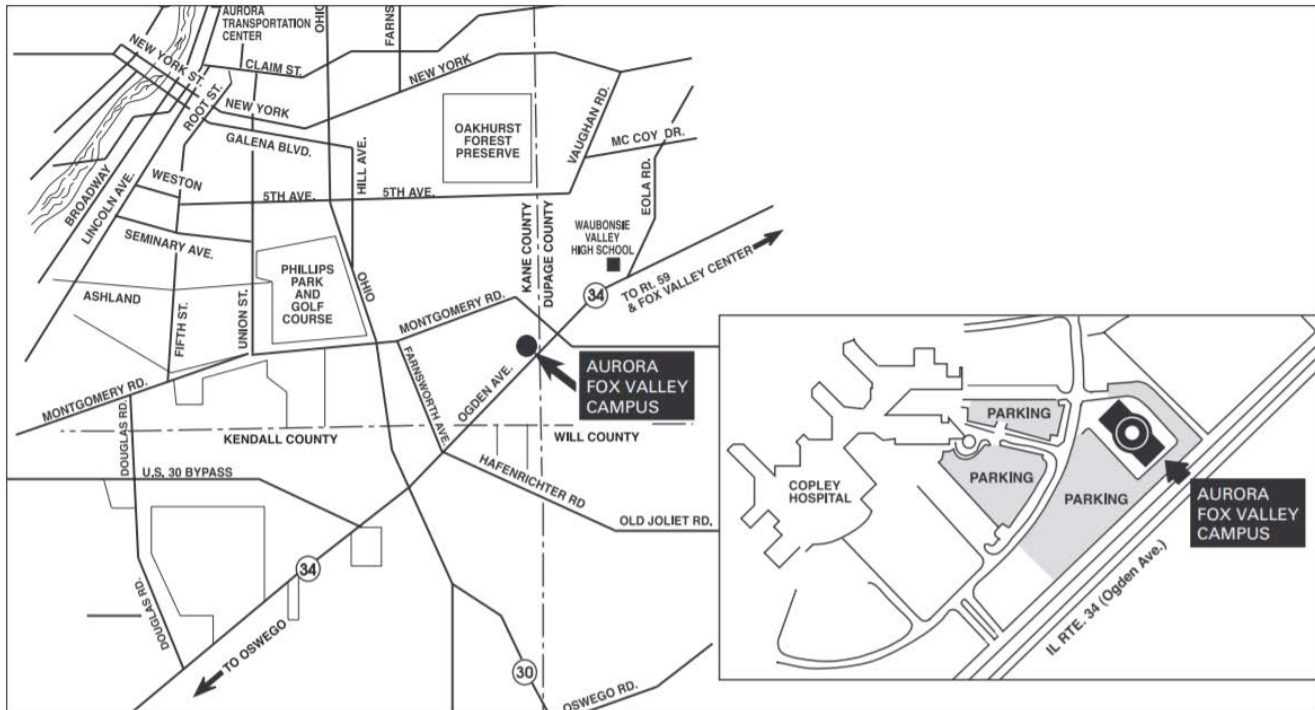 AURORA
TRANSPORTATION
CENTER
OHIO
FARNS
NEW YORK ST.
CLAIM ST.
NEW YORK
ROOT ST.
NEW YORK
GALENA BLVD.
OAKHURST
FOREST
PRESERVE
VAUGHAN RD.
MC COY DR.
HILL AVE.
WESTON
5TH AVE.
5TH AVE.
EOLA RD.
BROADWAY
LINCOLN AVE.
SEMINARY AVE.
KANE COUNTY
DUPAGE COUNTY
WAUBONSIE
VALLEY
HIGH SCHOOL
PHILLIPS
PARK
AND
GOLF
COURSE
OHIO
TO Rt. 59
& FOX VALLEY CENTER
34
ASHLAND
FIFTH ST.
UNION ST.
MONTGOMERY RD.
AURORA
FOX VALLEY
CAMPUS
FARNSWORTH AVE.
OGDEN AVE.
MONTGOMERY RD.
DOUGLAS RD.
KENDALL COUNTY
WILL COUNTY
U.S. 30 BYPASS
HAFENRICHTER RD
OLD JOLIET RD.
34
DOUGLAS RD.
TO OSWEGO
30
OSWEGO RD.
PARKING
PARKING
PARKING
COPLEY
HOSPITAL
AURORA
FOX VALLEY
CAMPUS
IL RTE. 34 (Ogden Ave.)